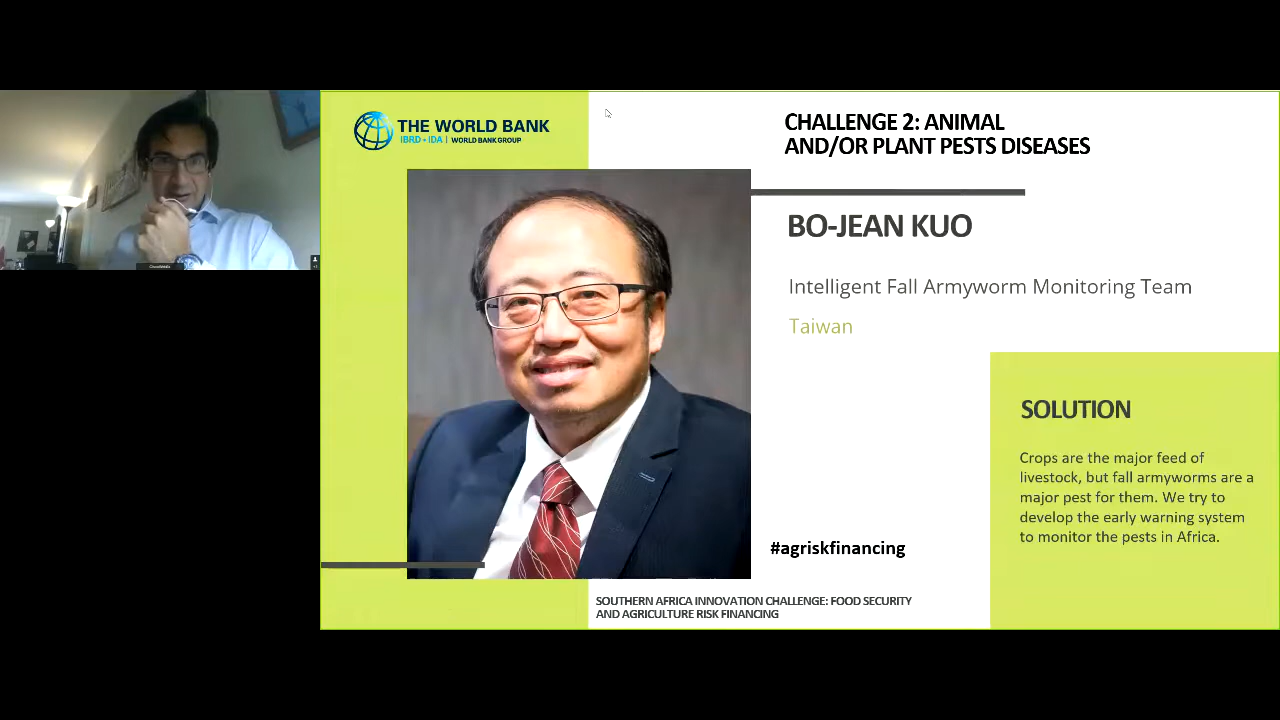 THE WORLD BANK
IBRD • IDA | WORLD BANK GROUP
CHALLENGE 2: ANIMAL
AND/OR PLANT PESTS DISEASES
BO-JEAN KUO
Intelligent Fall Armyworm Monitoring Team
Taiwan
SOLUTION
Crops are the major feed of
livestock, but fall armyworms are a
major pest for them. We try to
develop the early warning system
to monitor the pests in Africa.
#agriskfinancing
SOUTHERN AFRICA INNOVATION CHALLENGE: FOOD SECURITY
AND AGRICULTURE RISK FINANCING